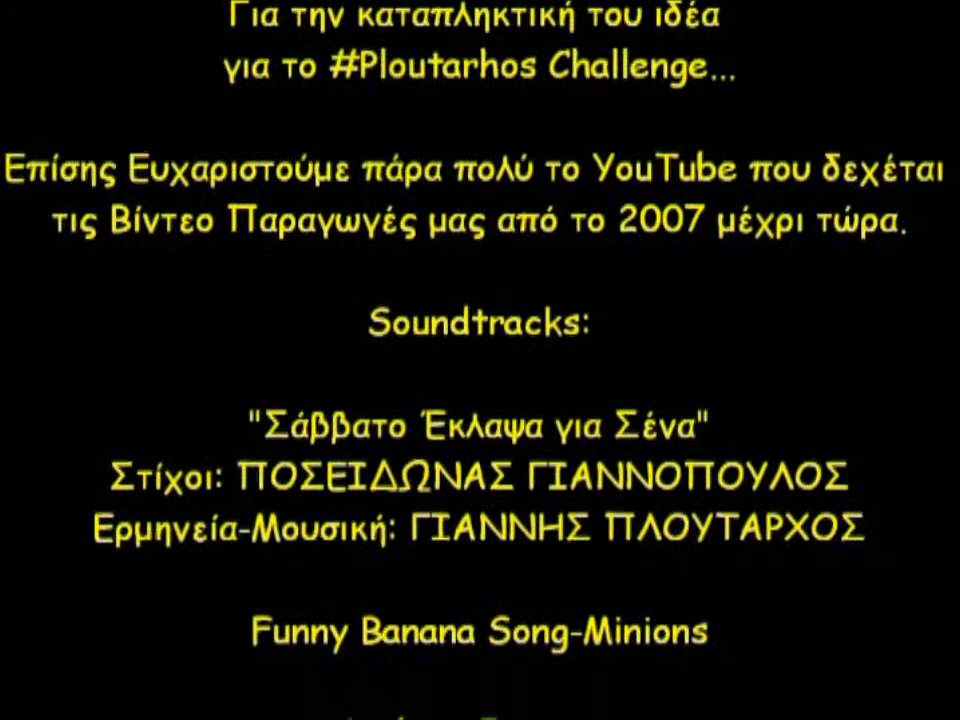 Για την καταπληκτική του ιδέα
για το #Ploutarhos Challenge...
Επίσης Ευχαριστούμε πάρα πολύ το YouTube που δεχέται
τις Βίντεο Παραγωγές μας από το 2007 μέχρι τώρα.
Soundtracks:
"Σάββατο Έκλαψα για Σένα"
Στίχοι: ΠΟΣΕΙΔΩΝΑΣ ΓΙΑΝΝΟΠΟΥΛΟΣ
Ερμηνεία-Μουσική: ΓΙΑΝΝΗΣ ΠΛΟΥΤΑΡΧΟΣ
Funny Banana Song-Minions